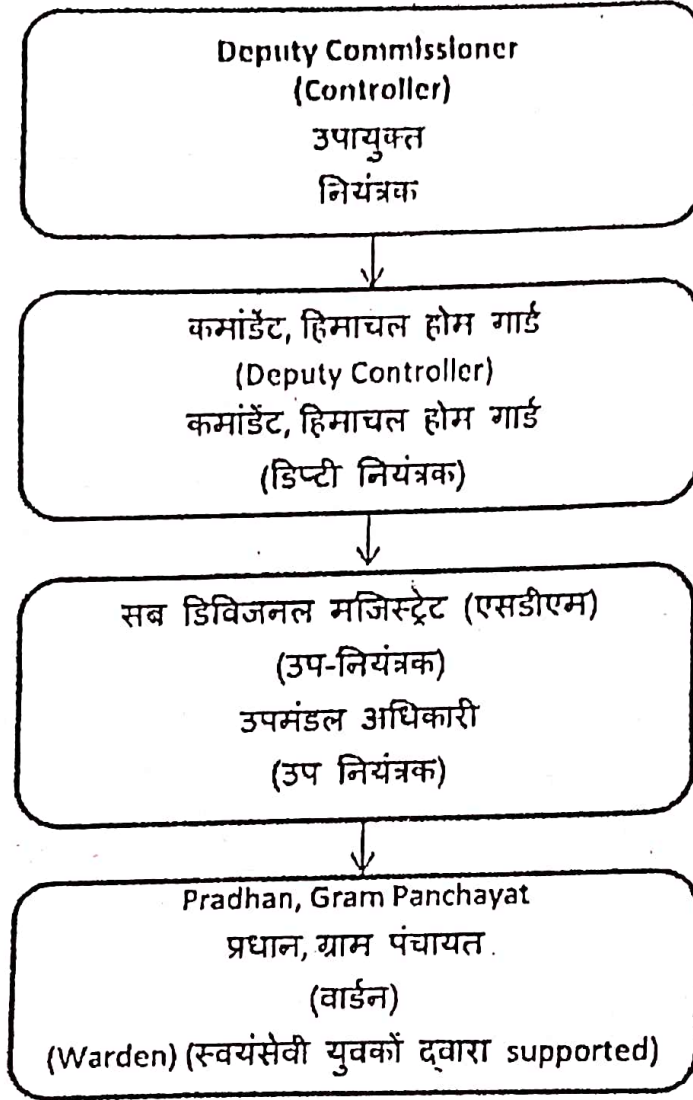 Deputy Commissioner
(Controller)
उपायुक्त
नियंत्रक
कमांडेंट, हिमाचल होम गार्ड
(Deputy Controller)
कमांडेंट, हिमाचल होम गार्ड
(डिप्टी नियंत्रक)
सब डिविजनल मजिस्ट्रेट (एसडीएम)
(उप-नियंत्रक)
उपमंडल अधिकारी
(उप नियंत्रक)
Pradhan, Gram Panchayat
प्रधान, ग्राम पंचायत
(वार्डन)
(Warden) (स्वयंसेवी युवकों द्वारा supported)